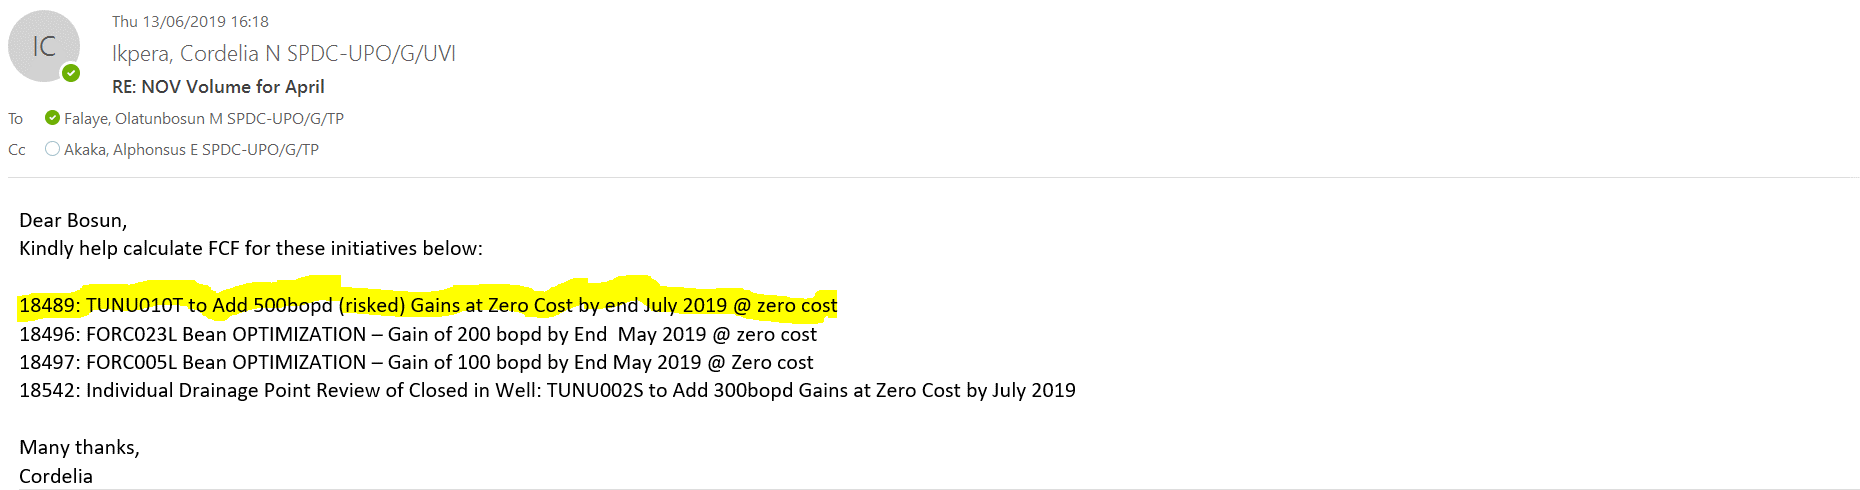 Thu 13/06/2019 16:18
IC
Ikpera, Cordelia N SPDC-UPO/G/UVI
RE: NOV Volume for April
To Falaye, Olatunbosun M SPDC-UPO/G/TP
Cc Akaka, Alphonsus E SPDC-UPO/G/TP
Dear Bosun,
Kindly help calculate FCF for these initiatives below:
18489: TUNU010T to Add 500bopd (risked) Gains at Zero Cost by end July 2019 @ zero cost
18496: FORC023L Bean OPTIMIZATION – Gain of 200 bopd by End  May 2019 @ zero cost
18497: FORC005L Bean OPTIMIZATION – Gain of 100 bopd by End May 2019 @ Zero cost
18542: Individual Drainage Point Review of Closed in Well: TUNU002S to Add 300bopd Gains at Zero Cost by July 2019
Many thanks,
Cordelia